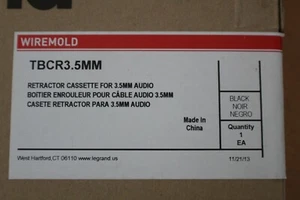 WIREMOLD
TBCR3.5MM
RETRACTOR CASSETTE FOR 3.5MM AUDIO
BOITIER ENROULEUR POUR CÂBLE AUDIO 3.5MM
CASETE RETRACTOR PARA 3.5MM AUDIO
BLACK
NOIR
NEGRO
Made in
China
Quantity
1
EA
West Hartford,CT 06110 www.legrand.us
11/21/13